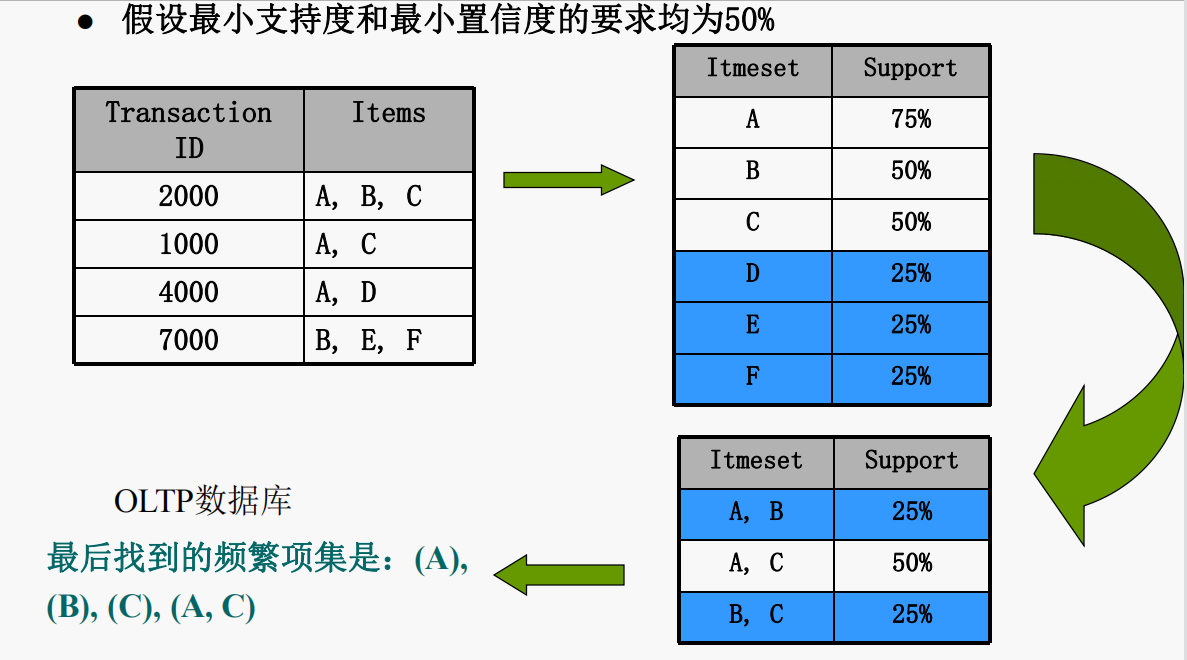 ● 假设最小支持度和最小置信度的要求均为50%
Transaction ID Items
2000 A, B, C
1000 A, C
4000 A, D
7000 B, E, F
Itmeset Support
A 75%
B 50%
C 50%
D 25%
E 25%
F 25%
Itmeset Support
A, B 25%
A, C 50%
B, C 25%
OLTP数据库
最后找到的频繁项集是：(A),
(B), (C), (A, C)